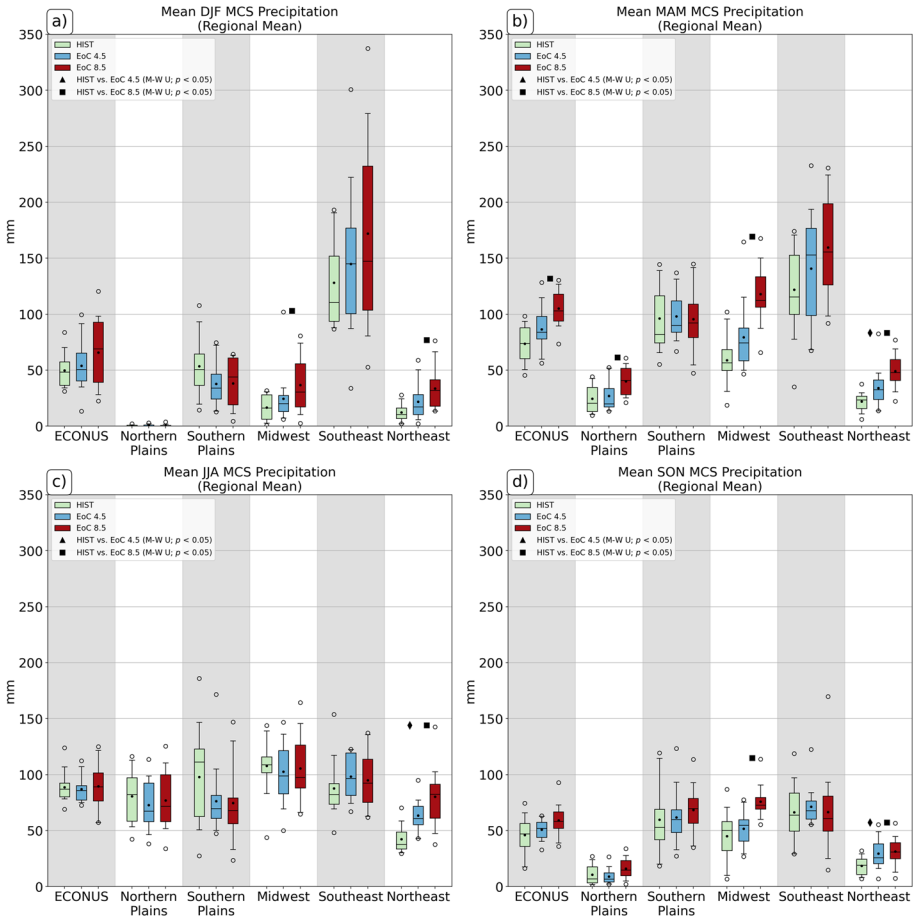 a)
Mean DJF MCS Precipitation
(Regional Mean)
350
300
250
200
150
100
50
0
mm
HIST
EoC 4.5
EoC 8.5
HIST vs. EoC 4.5 (M-W U; p < 0.05)
HIST vs. EoC 8.5 (M-W U; p < 0.05)
ECONUS
Northern
Plains
Southern
Plains
Midwest
Southeast
Northeast
b)
Mean MAM MCS Precipitation
(Regional Mean)
350
300
250
200
150
100
50
0
mm
HIST
EoC 4.5
EoC 8.5
HIST vs. EoC 4.5 (M-W U; p < 0.05)
HIST vs. EoC 8.5 (M-W U; p < 0.05)
ECONUS
Northern
Plains
Southern
Plains
Midwest
Southeast
Northeast
c)
Mean JJA MCS Precipitation
(Regional Mean)
350
300
250
200
150
100
50
0
mm
HIST
EoC 4.5
EoC 8.5
HIST vs. EoC 4.5 (M-W U; p < 0.05)
HIST vs. EoC 8.5 (M-W U; p < 0.05)
ECONUS
Northern
Plains
Southern
Plains
Midwest
Southeast
Northeast
d)
Mean SON MCS Precipitation
(Regional Mean)
350
300
250
200
150
100
50
0
mm
HIST
EoC 4.5
EoC 8.5
HIST vs. EoC 4.5 (M-W U; p < 0.05)
HIST vs. EoC 8.5 (M-W U; p < 0.05)
ECONUS
Northern
Plains
Southern
Plains
Midwest
Southeast
Northeast